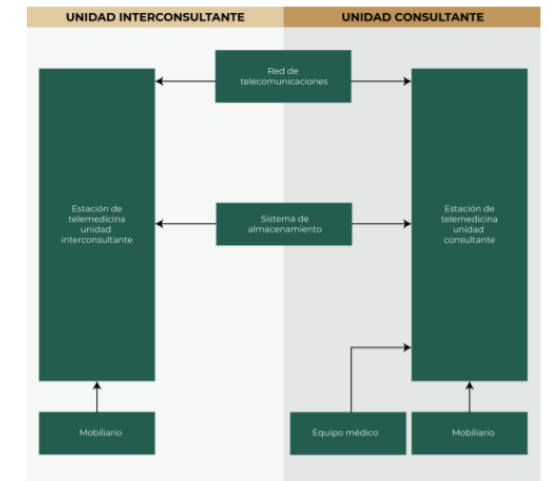 UNIDAD INTERCONSULTANTE
UNIDAD CONSULTANTE
Red de
telecomunicaciones
Estación de
telemedicina
unidad
interconsultante
Sistema de
almacenamiento
Estación de
telemedicina
unidad
consultante
Mobiliario
Equipo médico
Mobiliario